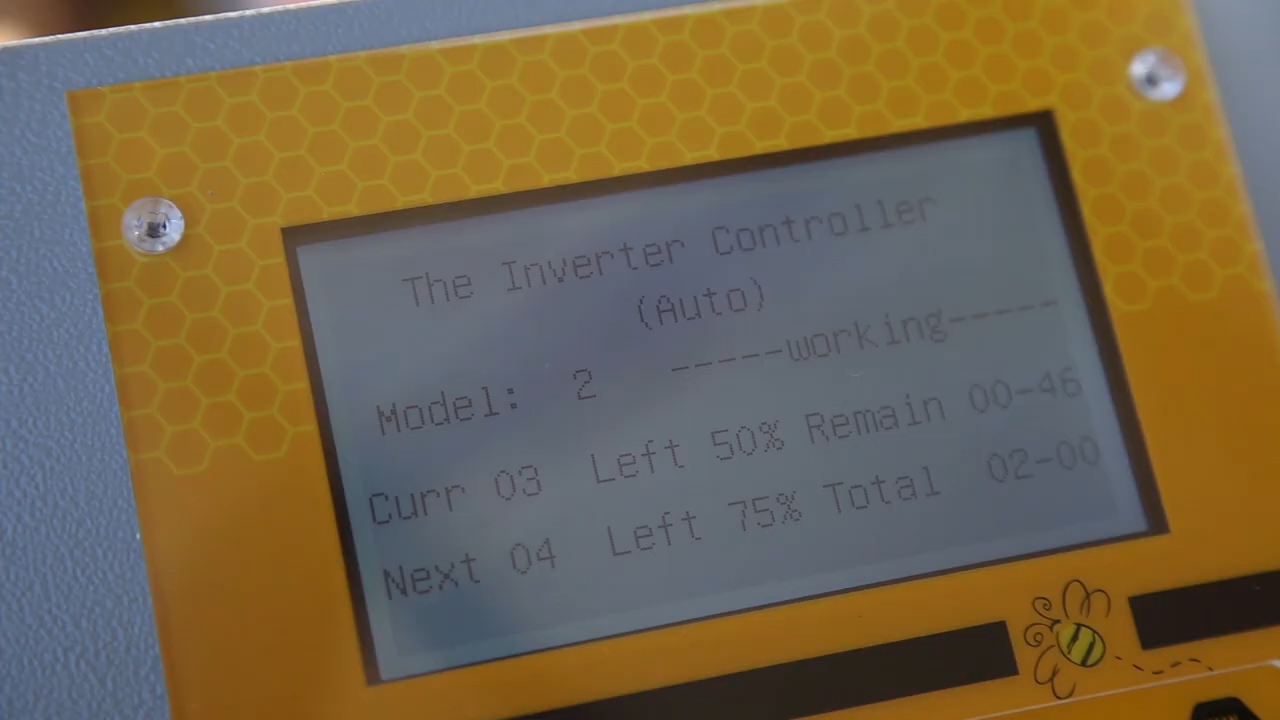 The Inverter Controller
(Auto)
Model: 2 -----working-----
Curr 03 Left 50% Remain 00-46
Next 04 Left 75% Total 02-00